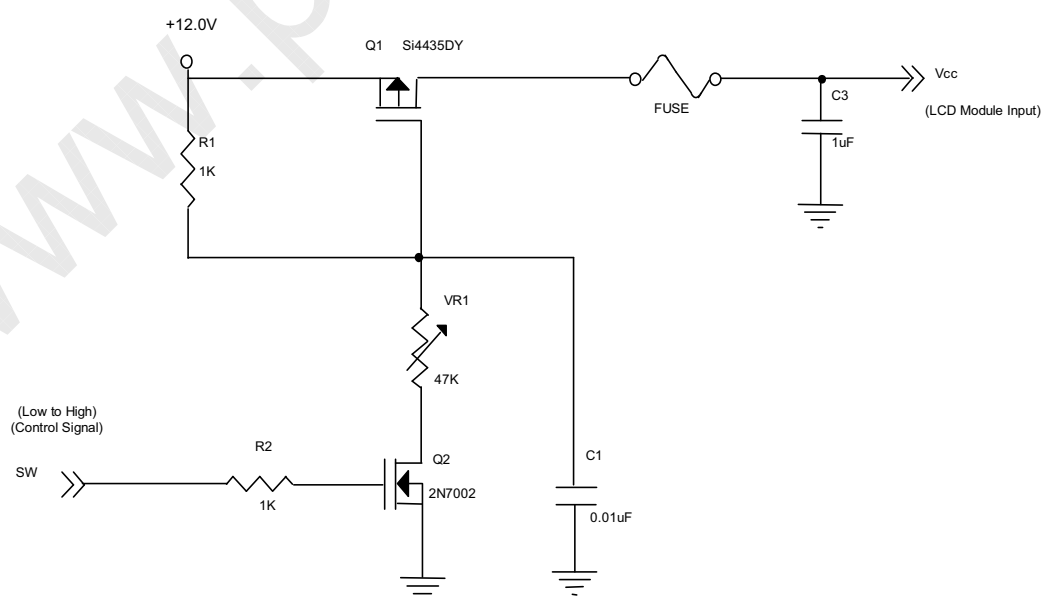 +12.0V
Q1 Si4435DY
Vcc
FUSE
C3
(LCD Module Input)
R1
1uF
1K
VR1
47K
(Low to High)
(Control Signal)
R2
Q2
C1
SW
2N7002
1K
0.01uF
www.p